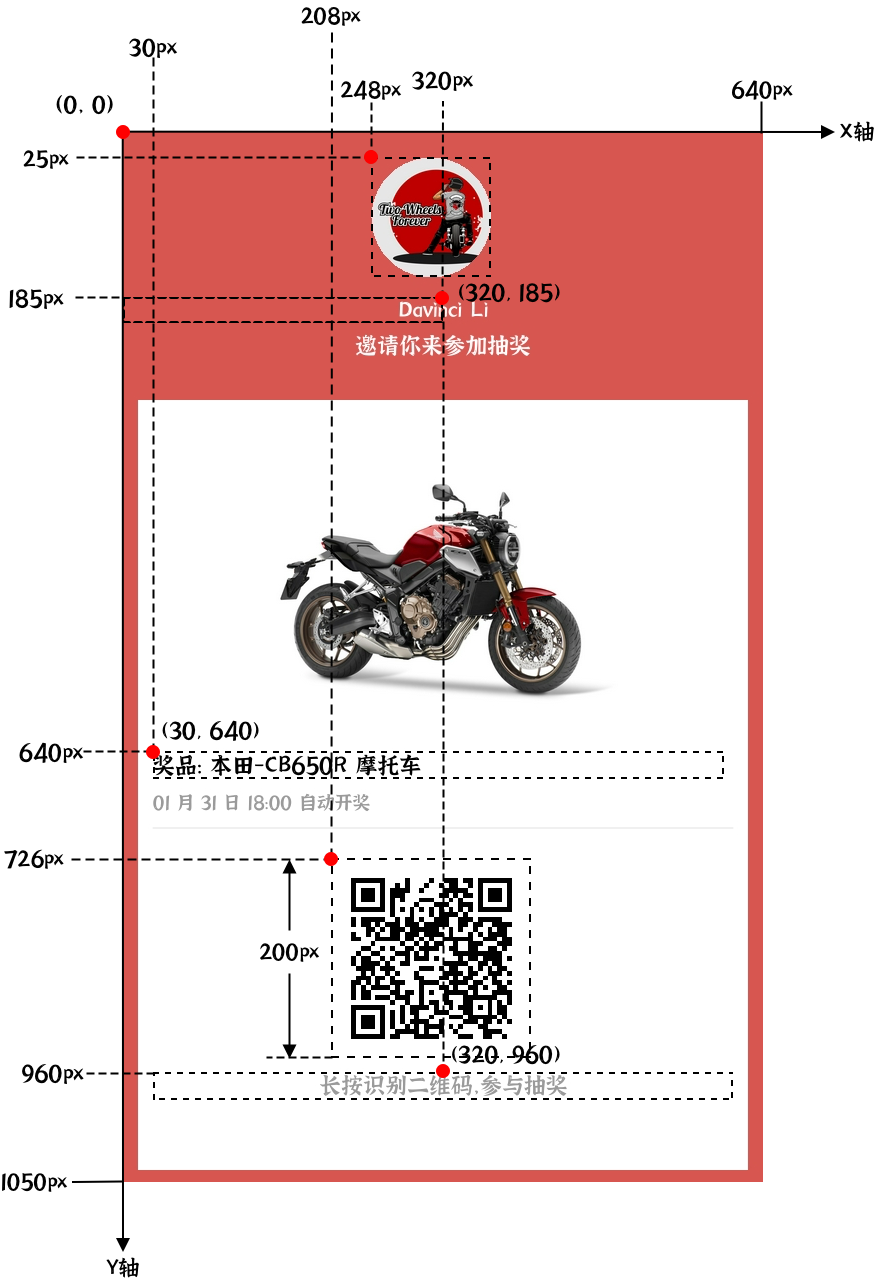 208px
30px
248px
320px
640px
(0, 0)
X轴
25px
Two-Wheels
Forever
185px
(320, 185)
Davinci Li
邀请你来参加抽奖
(30, 640)
640px
奖品: 本田-CB650R 摩托车
01 月 31 日 18:00 自动开奖
726px
200px
(320, 960)
960px
长按识别二维码,参与抽奖
1050px
Y轴